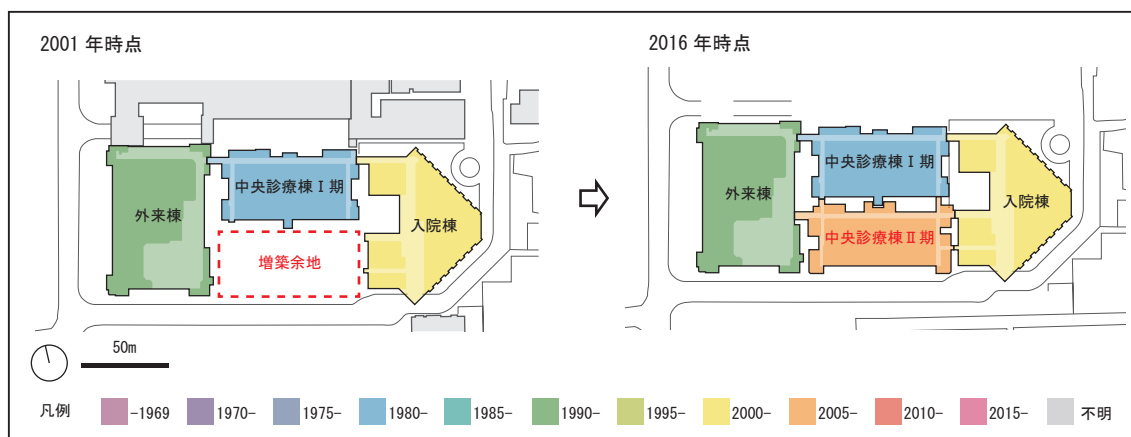 2001 年時点
2016 年時点
外来棟
中央診療棟Ⅰ期
増築余地
入院棟
外来棟
中央診療棟Ⅰ期
中央診療棟Ⅱ期
入院棟
50m
凡例 -1969 1970- 1975- 1980- 1985- 1990- 1995- 2000- 2005- 2010- 2015- 不明